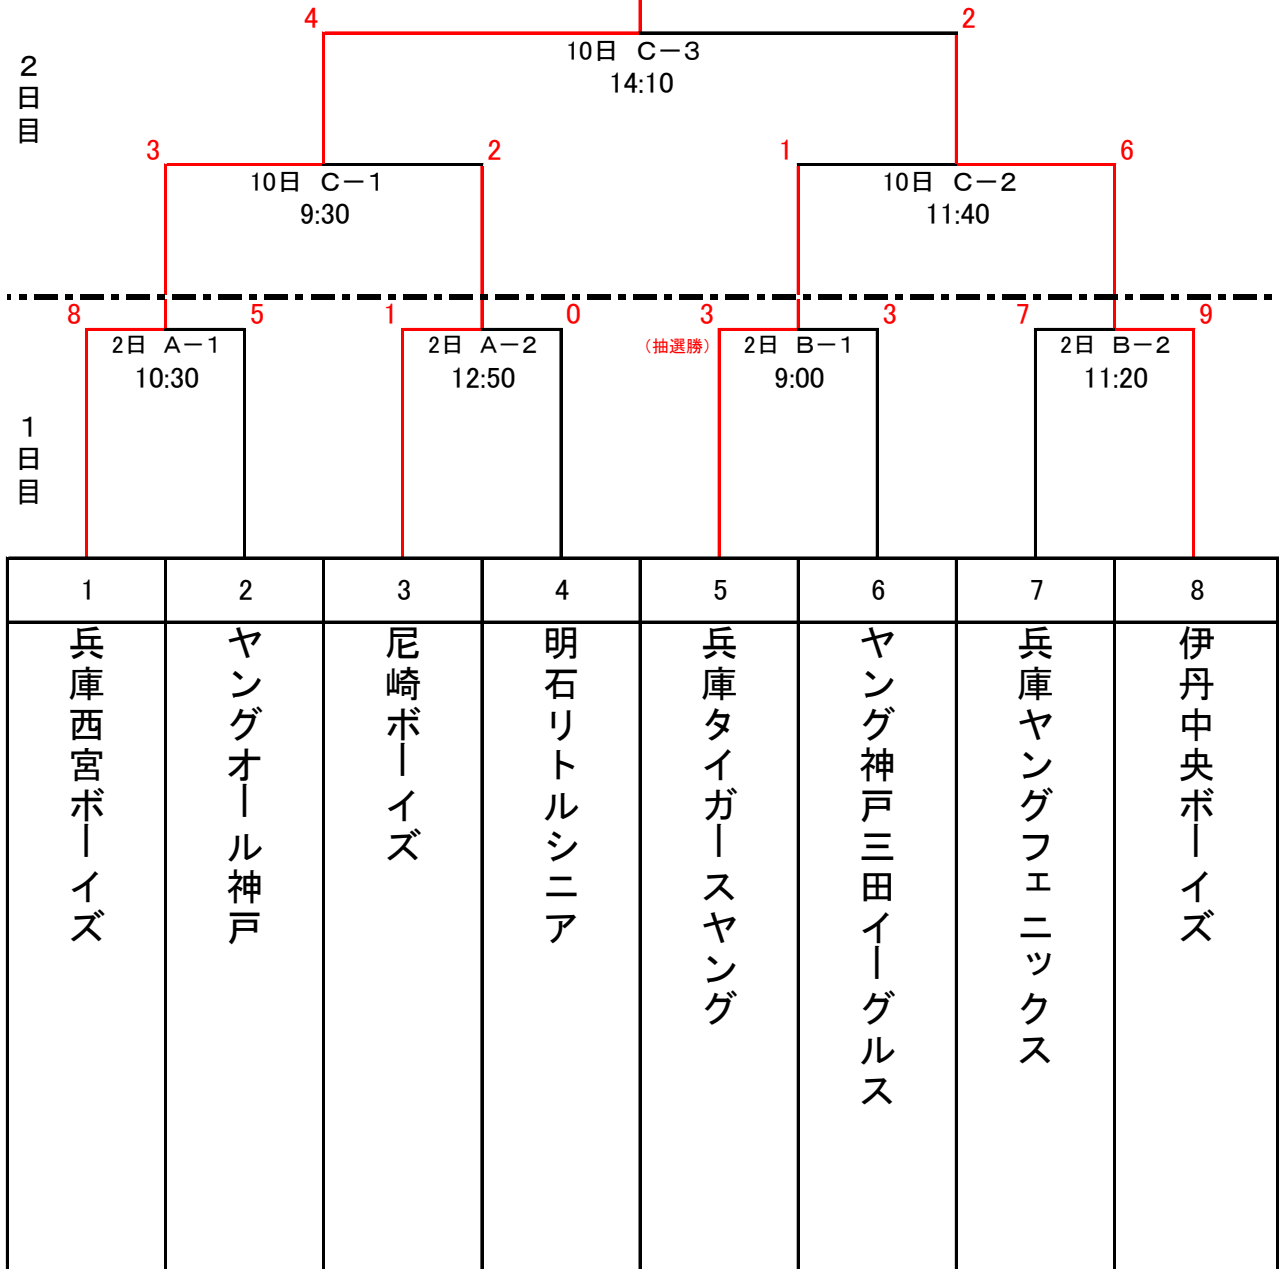 4
2
10日 C－3
14:10
2日目
3
2
1
6
10日 C－1
9:30
10日 C－2
11:40
8
5
1
0
3
3
7
9
2日 A－1
10:30
2日 A－2
12:50
（抽選勝）
2日 B－1
9:00
2日 B－2
11:20
1日目
1
2
3
4
5
6
7
8
兵庫西宮ボーイズ
ヤングオール神戸
尼崎ボーイズ
明石リトルシニア
兵庫タイガースヤング
ヤング神戸三田イーグルス
兵庫ヤングフェニックス
伊丹中央ボーイズ